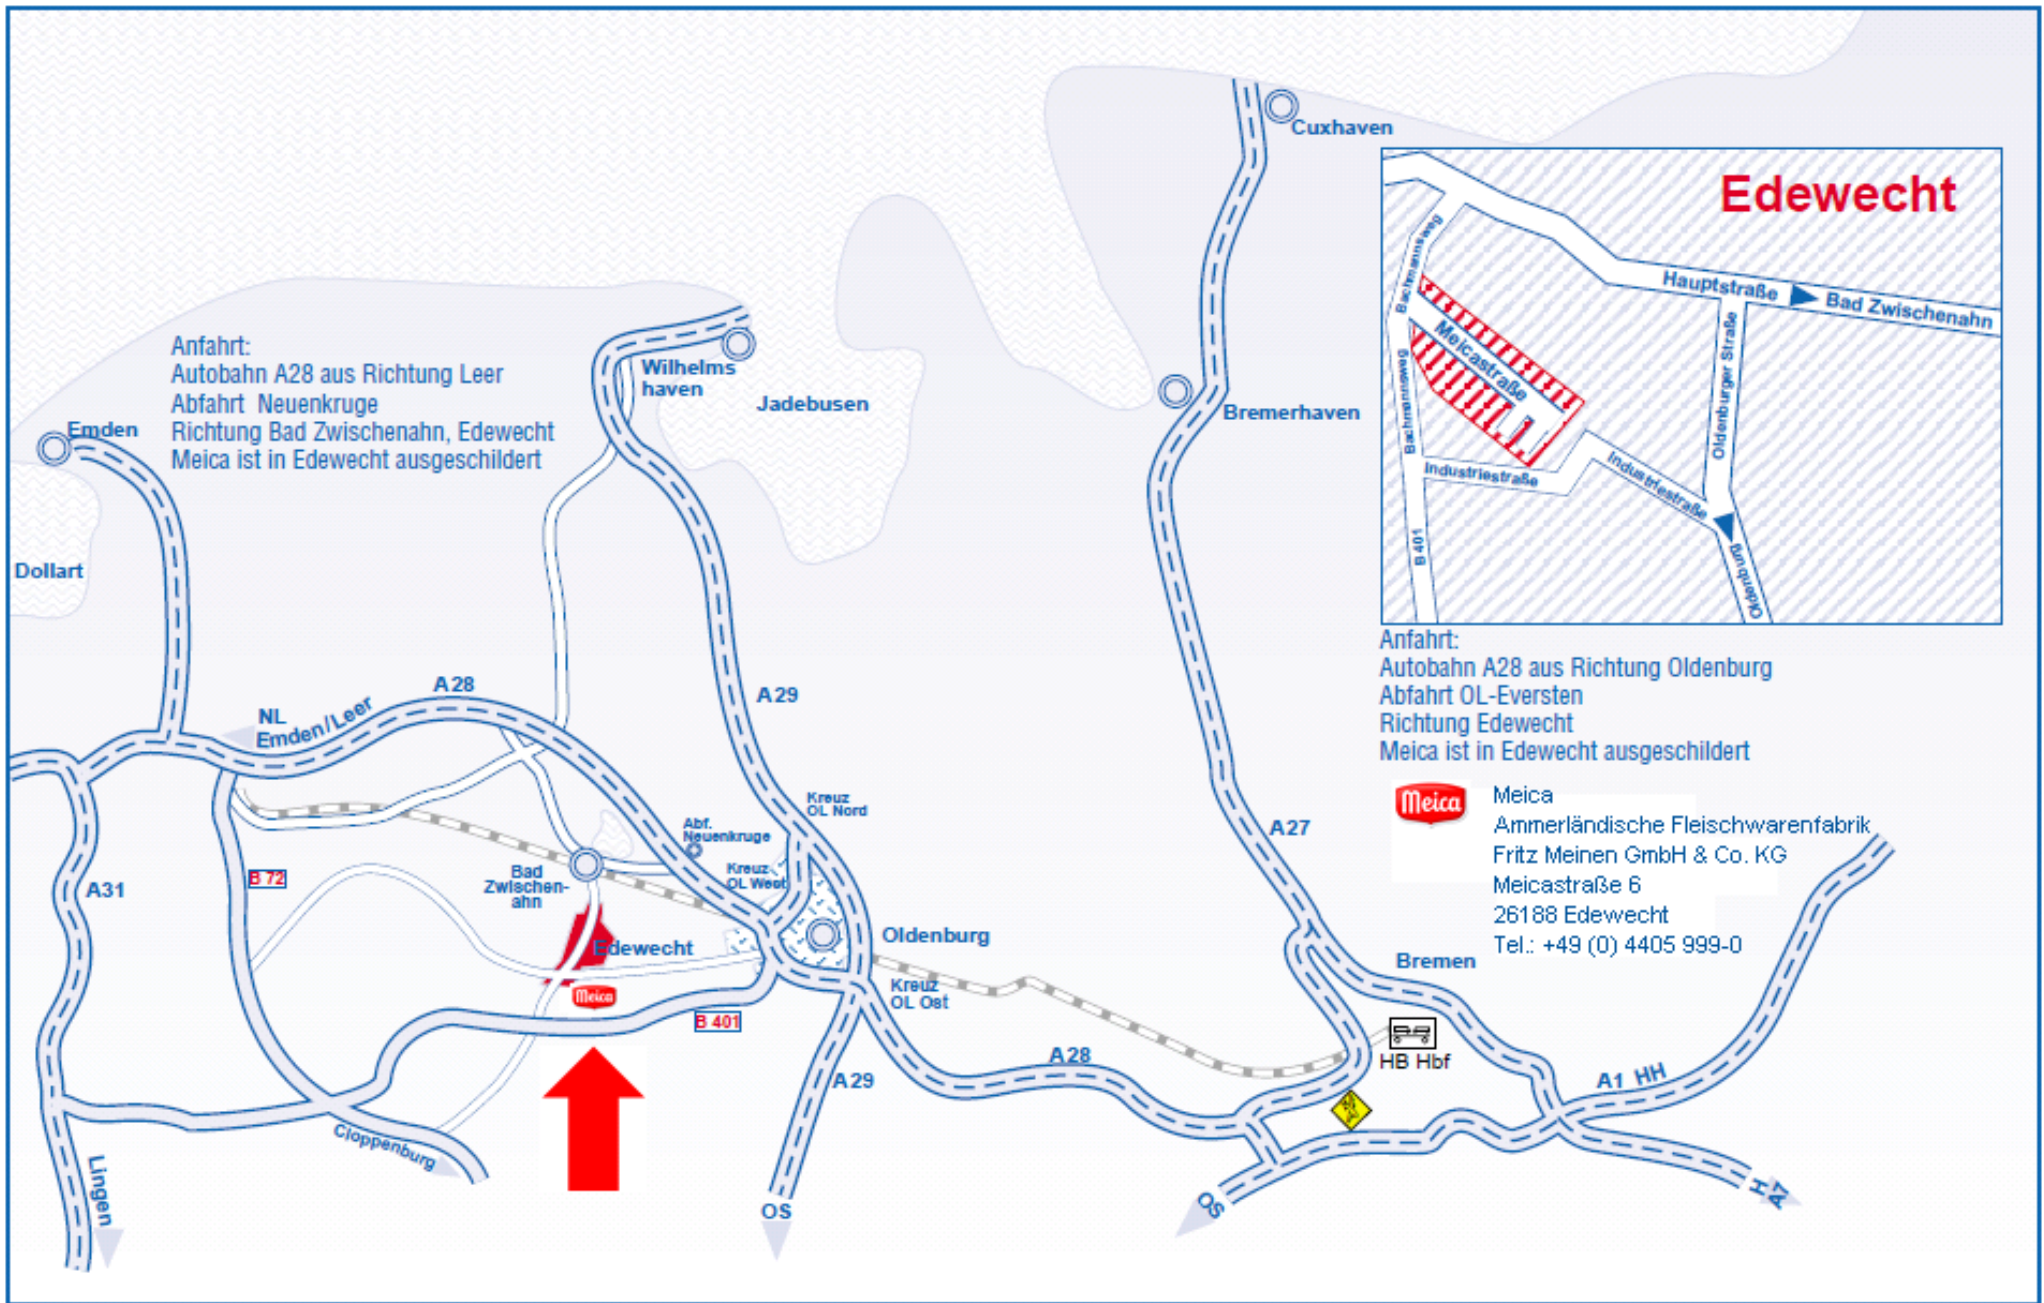 Cuxhaven
Edewecht
Bachmannsweg
Hauptstraße
Bad Zwischenahn
Meicastraße
Oldenburger Straße
Bachmannsweg
Industriestraße
Industriestraße
B 401
Oldenburg
Anfahrt:
Autobahn A28 aus Richtung Leer
Abfahrt Neuenkruge
Richtung Bad Zwischenahn, Edewecht
Meica ist in Edewecht ausgeschildert
Wilhelms
haven
Jadebusen
Bremerhaven
Emden
Dollart
Anfahrt:
Autobahn A28 aus Richtung Oldenburg
Abfahrt OL-Eversten
Richtung Edewecht
Meica ist in Edewecht ausgeschildert
Meica
Meica
Ammerländische Fleischwarenfabrik
Fritz Meinen GmbH & Co. KG
Meicastraße 6
26188 Edewecht
Tel.: +49 (0) 4405 999-0
A28
A29
NL
Emden/Leer
Kreuz
OL Nord
Abf.
Neuenkruge
A27
Kreuz
OL West
Bad
Zwischen-
ahn
B 72
A31
Edewecht
Oldenburg
Bremen
Meica
Kreuz
OL Ost
B 401
HB Hbf
A28
A29
A1 HH
Cloppenburg
Lingen
OS
OS
H
A7